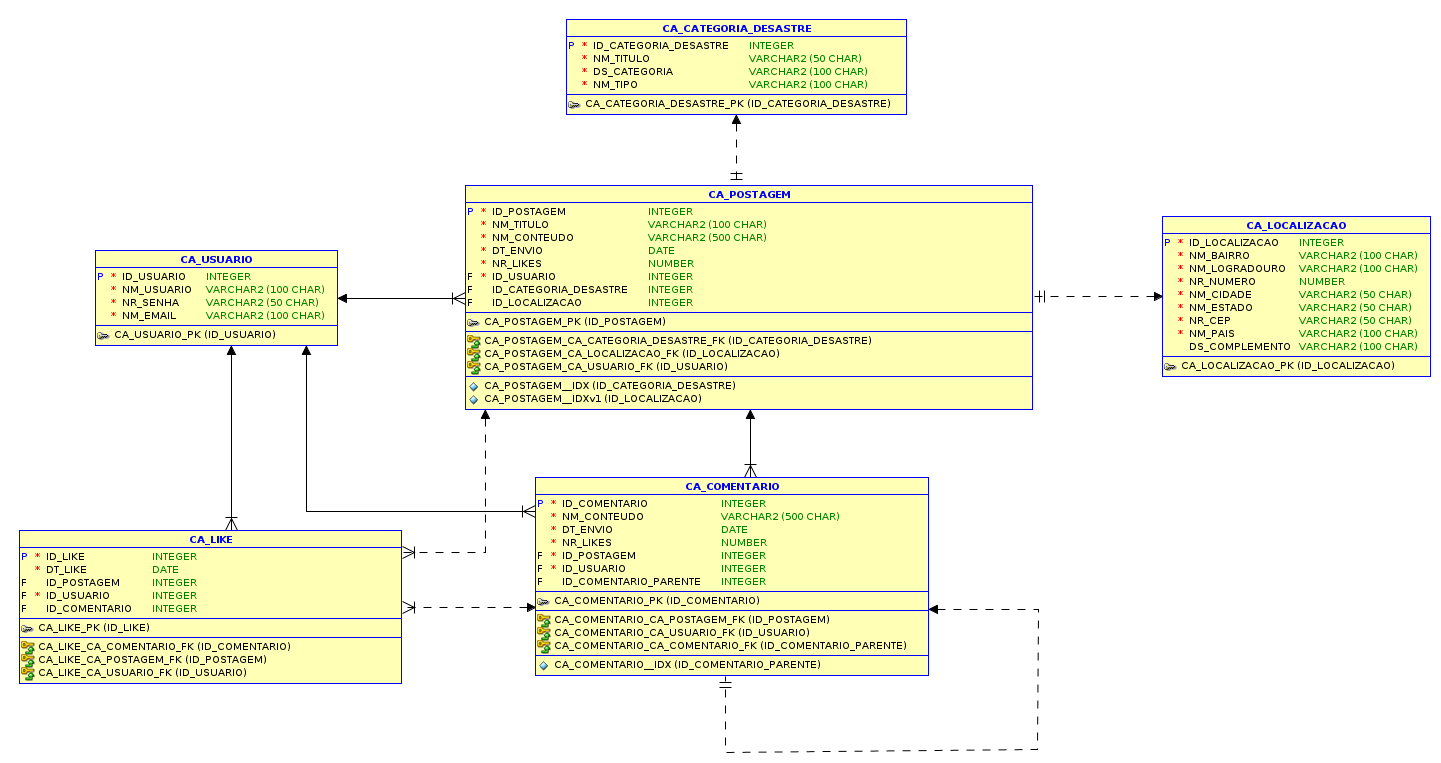 CA_CATEGORIA_DESASTRE
P * ID_CATEGORIA_DESASTRE INTEGER
* NM_TITULO VARCHAR2 (50 CHAR)
* DS_CATEGORIA VARCHAR2 (100 CHAR)
* NM_TIPO VARCHAR2 (100 CHAR)
CA_CATEGORIA_DESASTRE_PK (ID_CATEGORIA_DESASTRE)
CA_POSTAGEM
P * ID_POSTAGEM INTEGER
* NM_TITULO VARCHAR2 (100 CHAR)
* NM_CONTEUDO VARCHAR2 (500 CHAR)
* DT_ENVIO DATE
* NR_LIKES NUMBER
F * ID_USUARIO INTEGER
F ID_CATEGORIA_DESASTRE INTEGER
F ID_LOCALIZACAO INTEGER
CA_POSTAGEM_PK (ID_POSTAGEM)
CA_POSTAGEM_CA_CATEGORIA_DESASTRE_FK (ID_CATEGORIA_DESASTRE)
CA_POSTAGEM_CA_LOCALIZACAO_FK (ID_LOCALIZACAO)
CA_POSTAGEM_CA_USUARIO_FK (ID_USUARIO)
CA_POSTAGEM__IDX (ID_CATEGORIA_DESASTRE)
CA_POSTAGEM__IDXv1 (ID_LOCALIZACAO)
CA_LOCALIZACAO
P * ID_LOCALIZACAO INTEGER
* NM_BAIRRO VARCHAR2 (100 CHAR)
* NM_LOGRADOURO VARCHAR2 (100 CHAR)
* NR_NUMERO NUMBER
* NM_CIDADE VARCHAR2 (50 CHAR)
* NM_ESTADO VARCHAR2 (50 CHAR)
* NR_CEP VARCHAR2 (50 CHAR)
* NM_PAIS VARCHAR2 (100 CHAR)
DS_COMPLEMENTO VARCHAR2 (100 CHAR)
CA_LOCALIZACAO_PK (ID_LOCALIZACAO)
CA_USUARIO
P * ID_USUARIO INTEGER
* NM_USUARIO VARCHAR2 (100 CHAR)
* NR_SENHA VARCHAR2 (50 CHAR)
* NM_EMAIL VARCHAR2 (100 CHAR)
CA_USUARIO_PK (ID_USUARIO)
CA_COMENTARIO
P * ID_COMENTARIO INTEGER
* NM_CONTEUDO VARCHAR2 (500 CHAR)
* DT_ENVIO DATE
* NR_LIKES NUMBER
F * ID_POSTAGEM INTEGER
F * ID_USUARIO INTEGER
F ID_COMENTARIO_PARENTE INTEGER
CA_COMENTARIO_PK (ID_COMENTARIO)
CA_COMENTARIO_CA_POSTAGEM_FK (ID_POSTAGEM)
CA_COMENTARIO_CA_USUARIO_FK (ID_USUARIO)
CA_COMENTARIO_CA_COMENTARIO_FK (ID_COMENTARIO_PARENTE)
CA_COMENTARIO__IDX (ID_COMENTARIO_PARENTE)
CA_LIKE
P * ID_LIKE INTEGER
* DT_LIKE DATE
F ID_POSTAGEM INTEGER
F * ID_USUARIO INTEGER
F ID_COMENTARIO INTEGER
CA_LIKE_PK (ID_LIKE)
CA_LIKE_CA_COMENTARIO_FK (ID_COMENTARIO)
CA_LIKE_CA_POSTAGEM_FK (ID_POSTAGEM)
CA_LIKE_CA_USUARIO_FK (ID_USUARIO)